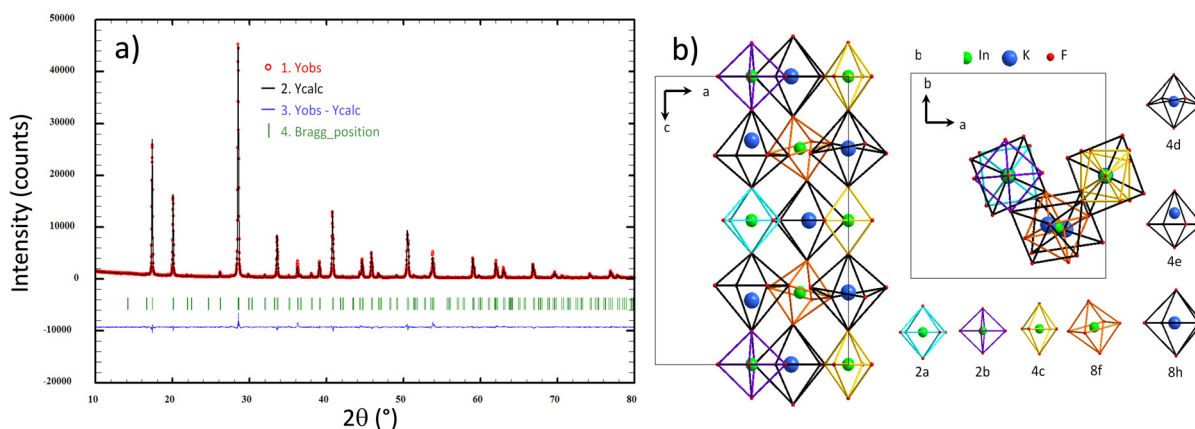 a)
50000
40000
30000
20000
10000
0
-10000
-20000
Intensity (counts)
1. Yobs
2. Ycalc
3. Yobs - Ycalc
4. Bragg_position
10
20
30
40
50
60
70
80
2θ (°)
b)
a
c
b
In
K
F
b
a
4d
4e
2a
2b
4c
8f
8h